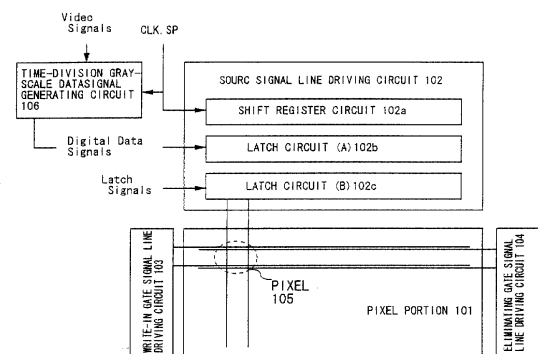 Video
Signals
CLK. SP
TIME-DIVISION GRAY-
SCALE DATASIGNAL
GENERATING CIRCUIT
106
SOURC SIGNAL LINE DRIVING CIRCUIT 102
SHIFT REGISTER CIRCUIT 102a
Digital Data
Signals
LATCH CIRCUIT (A) 102b
Latch
Signals
LATCH CIRCUIT (B) 102c
WRITE-IN GATE SIGNAL LINE
DRIVING CIRCUIT 103
PIXEL
105
PIXEL PORTION 101
ELIMINATING GATE SIGNAL
LINE DRIVING CIRCUIT 104